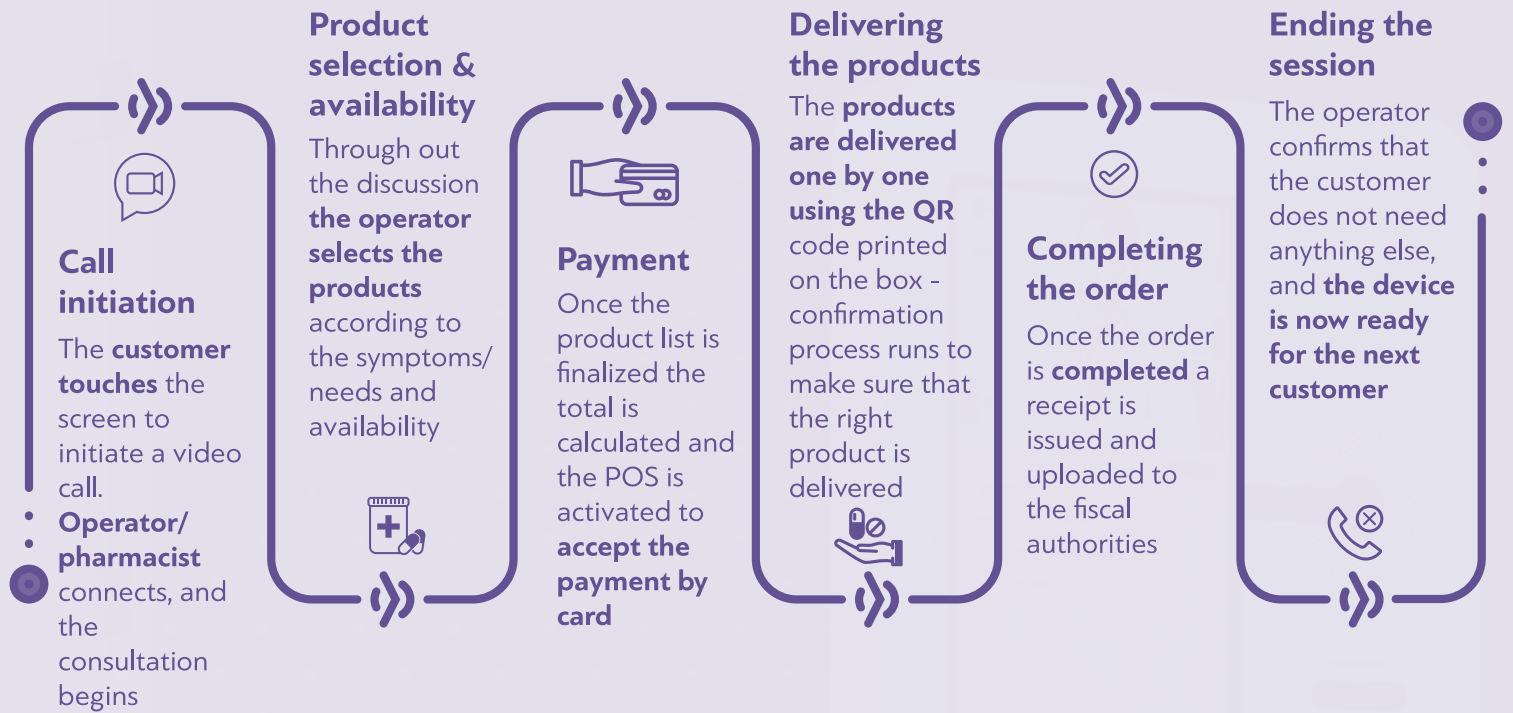 Call
initiation
The customer
touches the
screen to
initiate a video
call.
Operator/
pharmacist
connects, and
the
consultation
begins
Product
selection &
availability
Through out
the discussion
the operator
selects the
products
according to
the symptoms/
needs and
availability
Payment
Once the
product list is
finalized the
total is
calculated and
the POS is
activated to
accept the
payment by
card
Delivering
the products
The products
are delivered
one by one
using the QR
code printed
on the box -
confirmation
process runs to
make sure that
the right
product is
delivered
Completing
the order
Once the order
is completed a
receipt is
issued and
uploaded to
the fiscal
authorities
Ending the
session
The operator
confirms that
the customer
does not need
anything else,
and the device
is now ready
for the next
customer